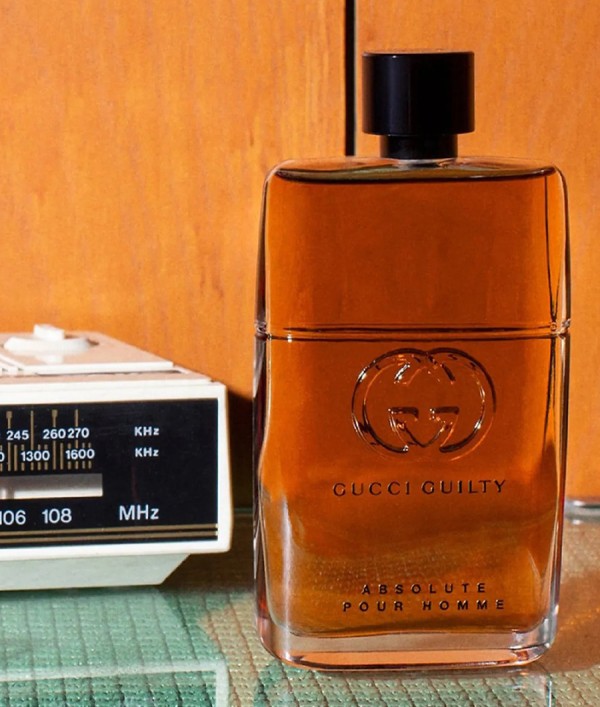 245 260 270 KHz
1300 1600 KHz
106 108 MHz
GUCCI GUILTY
ABSOLUTE
POUR HOMME